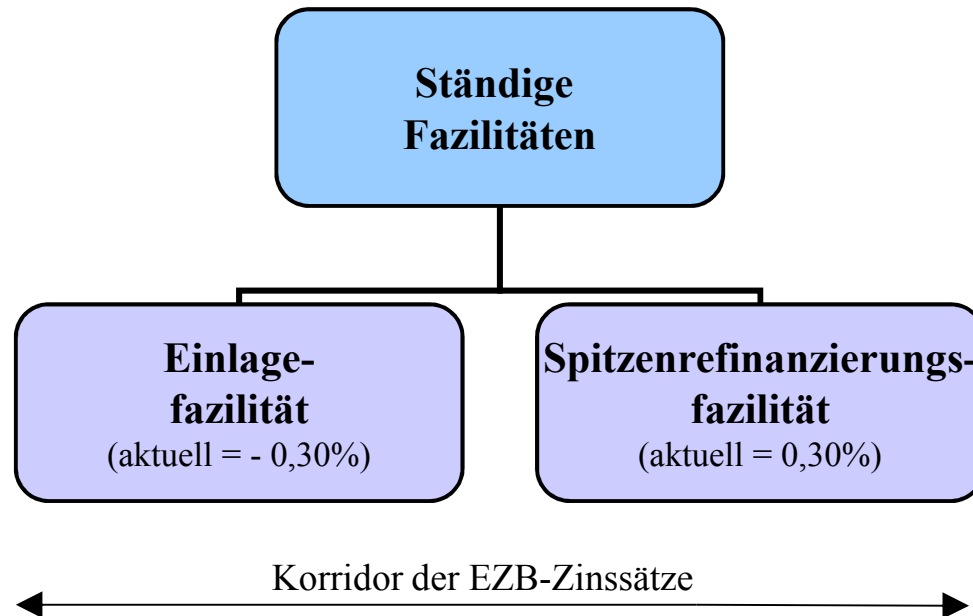 Ständige
Fazilitäten
Einlage-
fazilität
(aktuell = - 0,30%)
Spitzenrefinanzierungs-
fazilität
(aktuell = 0,30%)
Korridor der EZB-Zinssätze